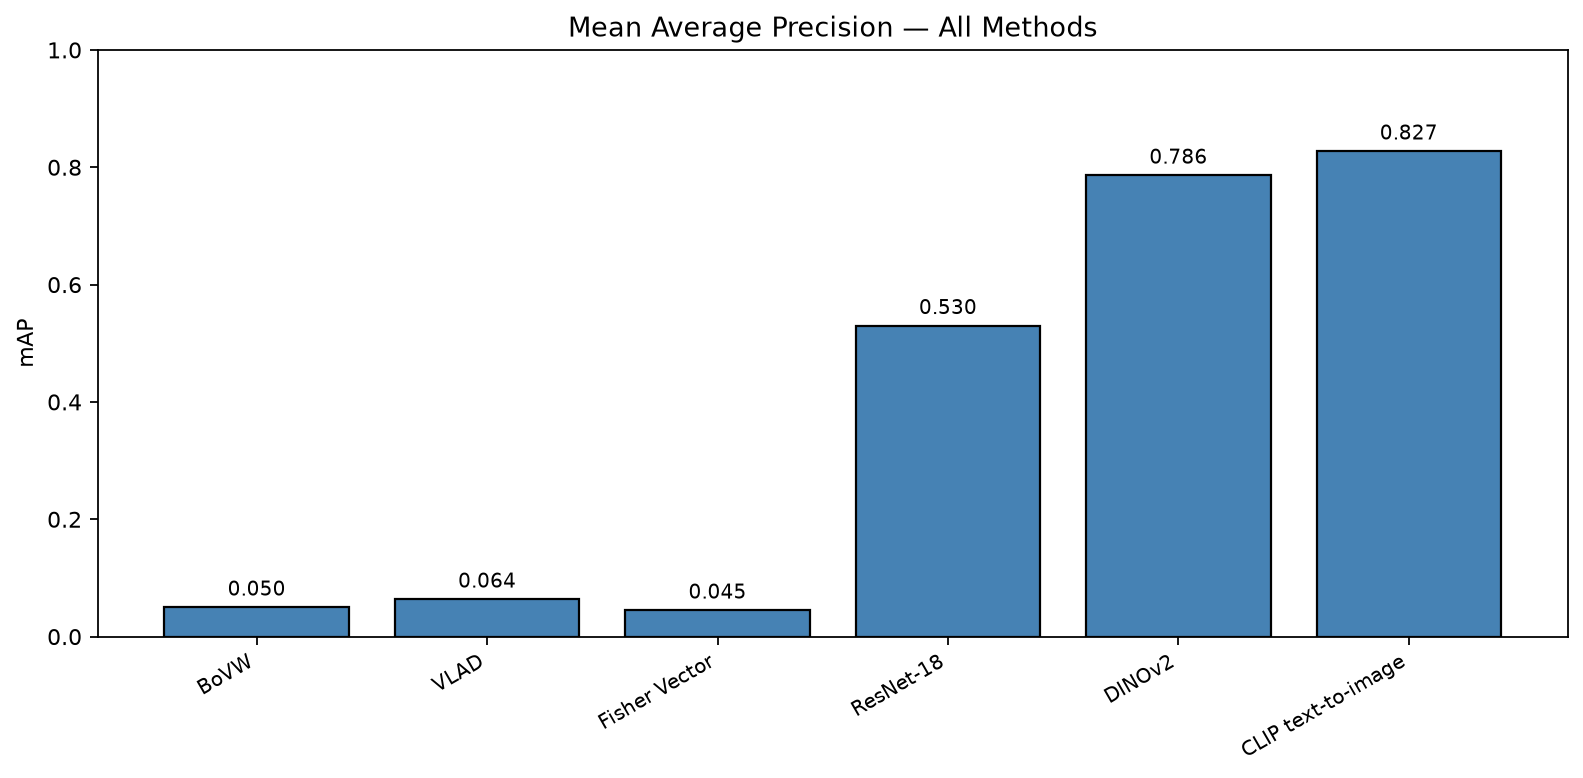 Mean Average Precision — All Methods
1.0
0.8
0.6
0.4
0.2
0.0
mAP
0.050
0.064
0.045
0.530
0.786
0.827
BoVW
VLAD
Fisher Vector
ResNet-18
DINOv2
CLIP text-to-image